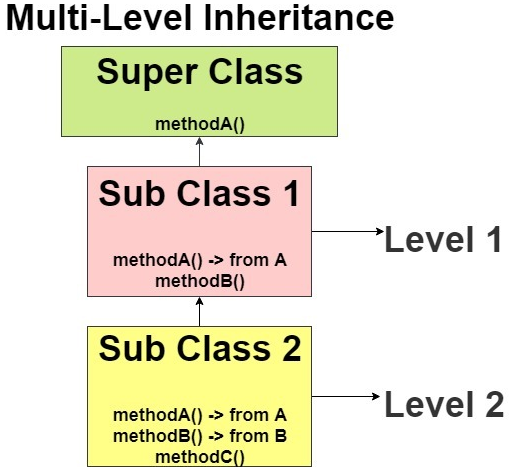 Multi-Level Inheritance
Super Class
methodA()
Sub Class 1
methodA() -> from A
methodB()
Level 1
Sub Class 2
methodA() -> from A
methodB() -> from B
methodC()
Level 2